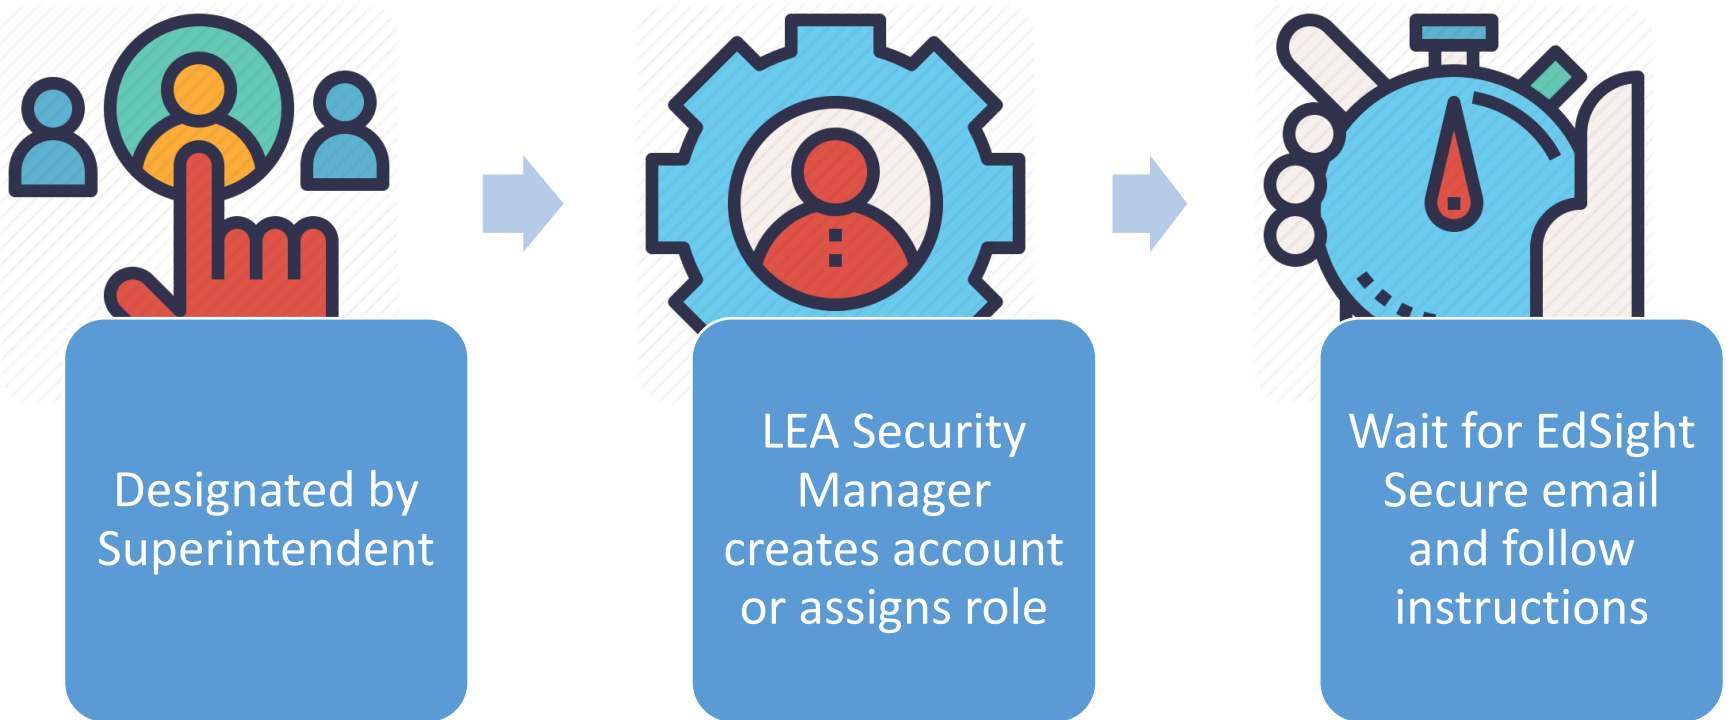 Designated by
Superintendent
LEA Security
Manager
creates account
or assigns role
Wait for EdSight
Secure email
and follow
instructions